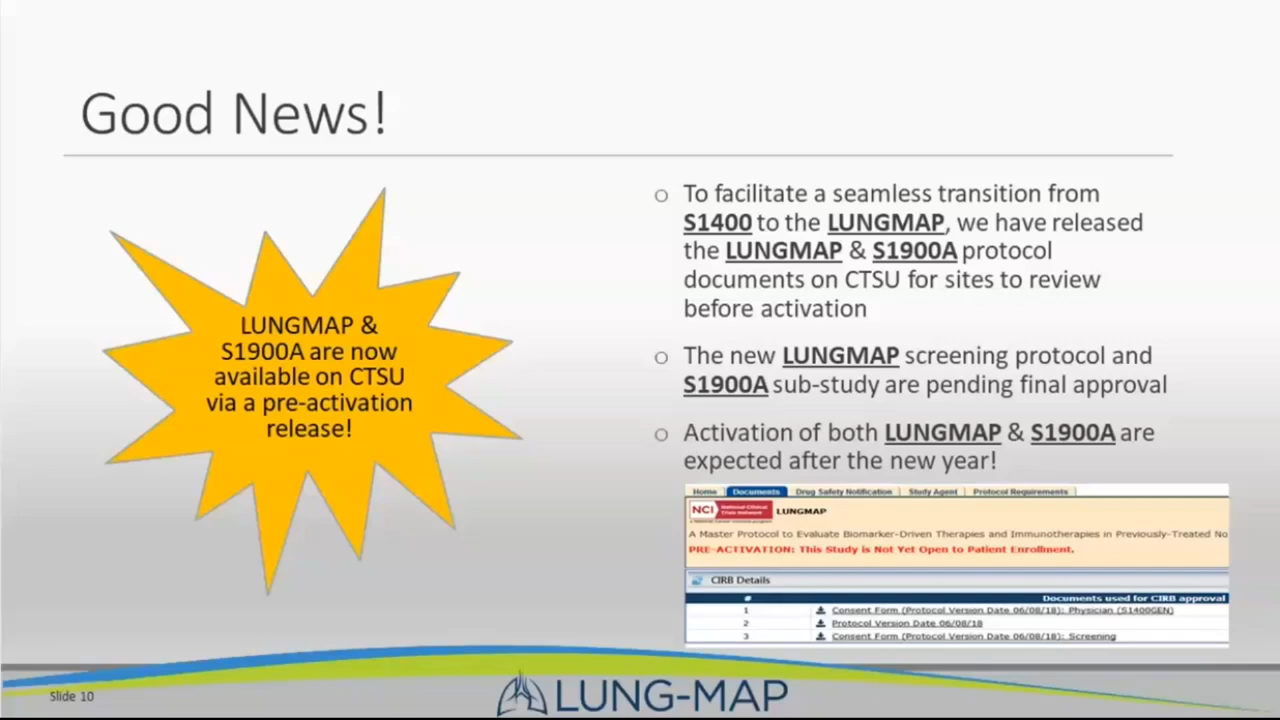 Good News!
LUNGMAP &
S1900A are now
available on CTSU
via a pre-activation
release!
o To facilitate a seamless transition from
S1400 to the LUNGMAP, we have released
the LUNGMAP & S1900A protocol
documents on CTSU for sites to review
before activation
o The new LUNGMAP screening protocol and
S1900A sub-study are pending final approval
o Activation of both LUNGMAP & S1900A are
expected after the new year!
Home Documents Drug Safety Notification Study Agent Protocol Requirements
NCI National Clinical
Trials Network
LUNGMAP
A Master Protocol to Evaluate Biomarker-Driven Therapies and Immunotherapies in Previously-Treated No
PRE-ACTIVATION: This Study is Not Yet Open to Patient Enrollment.
CIRB Details
# Documents used for CIRB approval
1 Consent Form (Protocol Version Date 06/08/18): Physician (S1400GEN)
2 Protocol Version Date 06/08/18
3 Consent Form (Protocol Version Date 06/08/18): Screening
Slide 10
LUNG-MAP